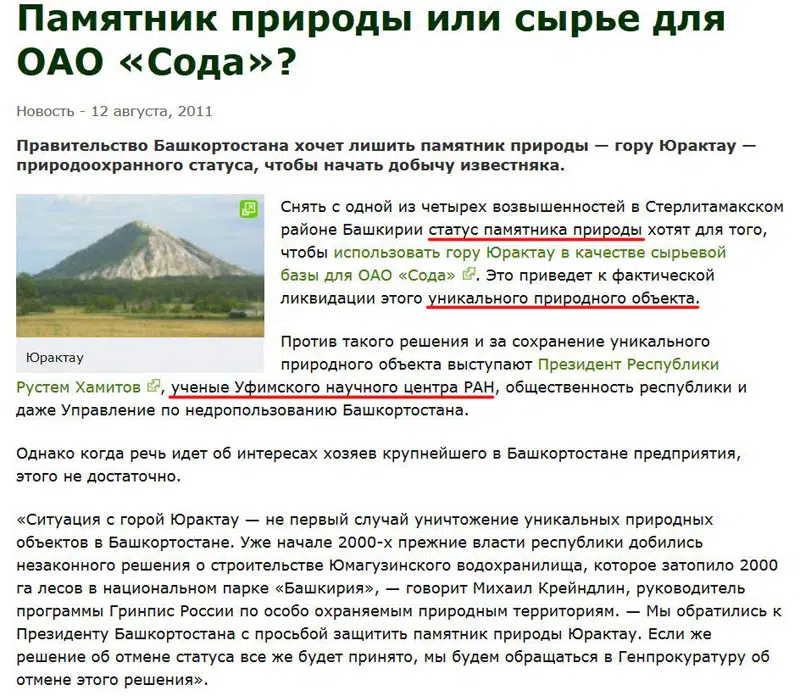 Памятник природы или сырье для
ОАО «Сода»?
Новость - 12 августа, 2011
Правительство Башкортостана хочет лишить памятник природы — гору Юрактау —
природоохранного статуса, чтобы начать добычу известняка.
Снять с одной из четырех возвышенностей в Стерлитамакском
районе Башкирии статус памятника природы хотят для того,
чтобы использовать гору Юрактау в качестве сырьевой
базы для ОАО «Сода». Это приведет к фактической
ликвидации этого уникального природного объекта.
Юрактау
Против такого решения и за сохранение уникального
природного объекта выступают Президент Республики
Рустем Хамитов, ученые Уфимского научного центра РАН, общественность республики и
даже Управление по недропользованию Башкортостана.
Однако когда речь идет об интересах хозяев крупнейшего в Башкортостане предприятия,
этого не достаточно.
«Ситуация с горой Юрактау — не первый случай уничтожение уникальных природных
объектов в Башкортостане. Уже начале 2000-х прежние власти республики добились
незаконного решения о строительстве Юмагузинского водохранилища, которое затопило 2000
га лесов в национальном парке «Башкирия», — говорит Михаил Крейндлин, руководитель
программы Гринпис России по особо охраняемым природным территориям. — Мы обратились к
Президенту Башкортостана с просьбой защитить памятник природы Юрактау. Если же
решение об отмене статуса все же будет принято, мы будем обращаться в Генпрокуратуру об
отмене этого решения».